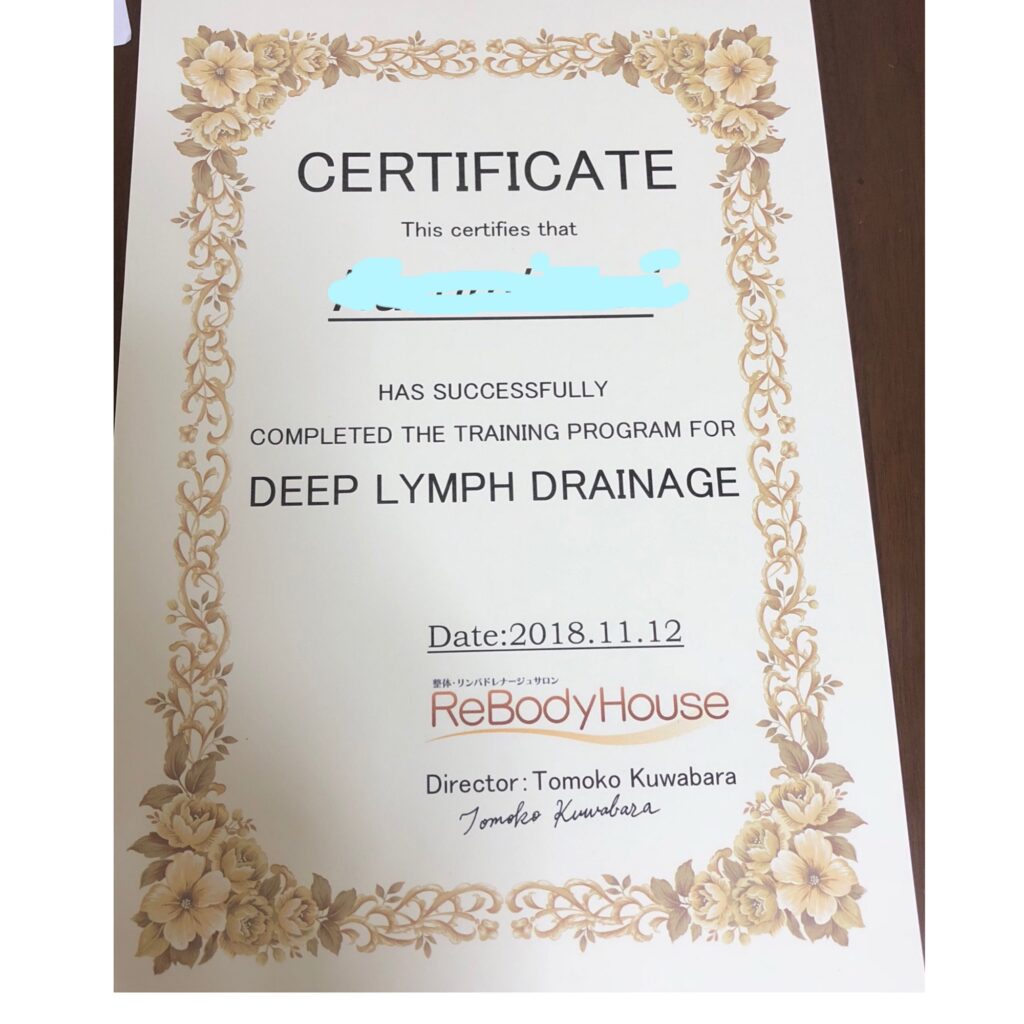 CERTIFICATE
This certifies that
HAS SUCCESSFULLY
COMPLETED THE TRAINING PROGRAM FOR
DEEP LYMPH DRAINAGE
Date:2018.11.12
整体・リンパドレナージュサロン
ReBodyHouse
Director：Tomoko Kuwabara
Tomoko Kuwabara